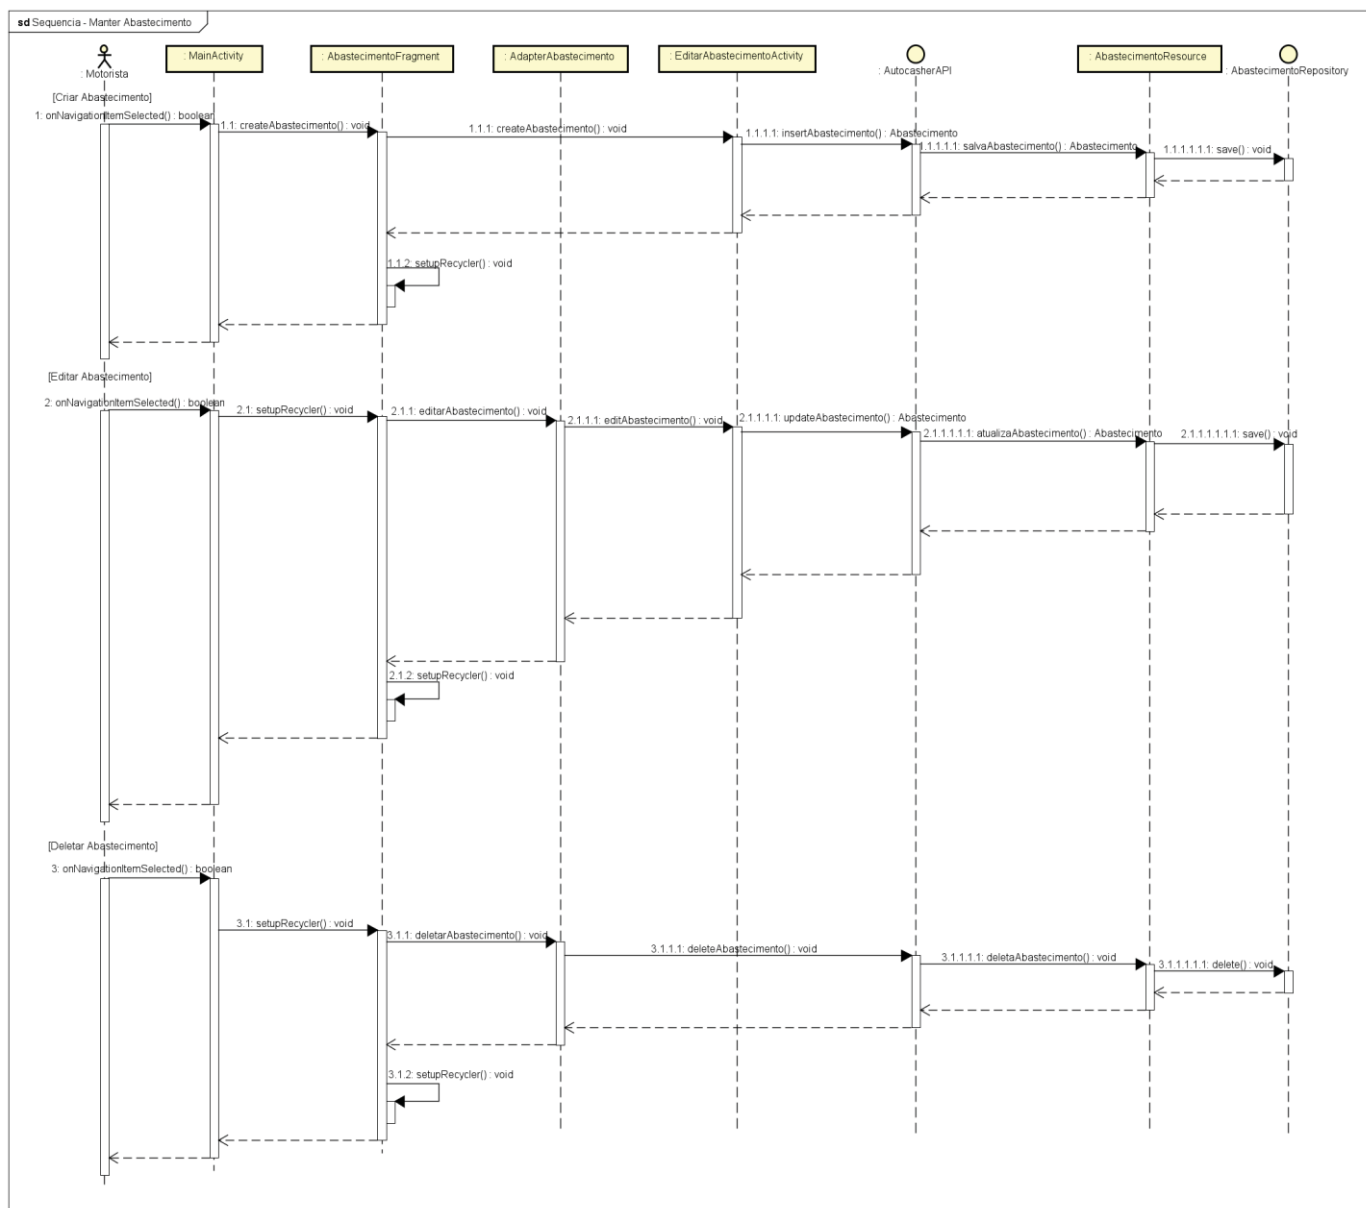 sd Sequencia - Manter Abastecimento
: Motorista
: MainActivity
: AbastecimentoFragment
: AdapterAbastecimento
: EditarAbastecimentoActivity
: AutocasherAPI
: AbastecimentoResource
: AbastecimentoRepository
[Criar Abastecimento]
1: onNavigationItemSelected() : boolean
1.1: createAbastecimento() : void
1.1.1: createAbastecimento() : void
1.1.1.1: insertAbastecimento() : Abastecimento
1.1.1.1.1: salvaAbastecimento() : Abastecimento
1.1.1.1.1.1: save() : void
1.1.2: setupRecycler() : void
[Editar Abastecimento]
2: onNavigationItemSelected() : boolean
2.1: setupRecycler() : void
2.1.1: editarAbastecimento() : void
2.1.1.1: editAbastecimento() : void
2.1.1.1.1: updateAbastecimento() : Abastecimento
2.1.1.1.1.1: atualizaAbastecimento() : Abastecimento
2.1.1.1.1.1.1: save() : void
2.1.2: setupRecycler() : void
[Deletar Abastecimento]
3: onNavigationItemSelected() : boolean
3.1: setupRecycler() : void
3.1.1: deletarAbastecimento() : void
3.1.1.1: deleteAbastecimento() : void
3.1.1.1.1: deletaAbastecimento() : void
3.1.1.1.1.1: delete() : void
3.1.2: setupRecycler() : void